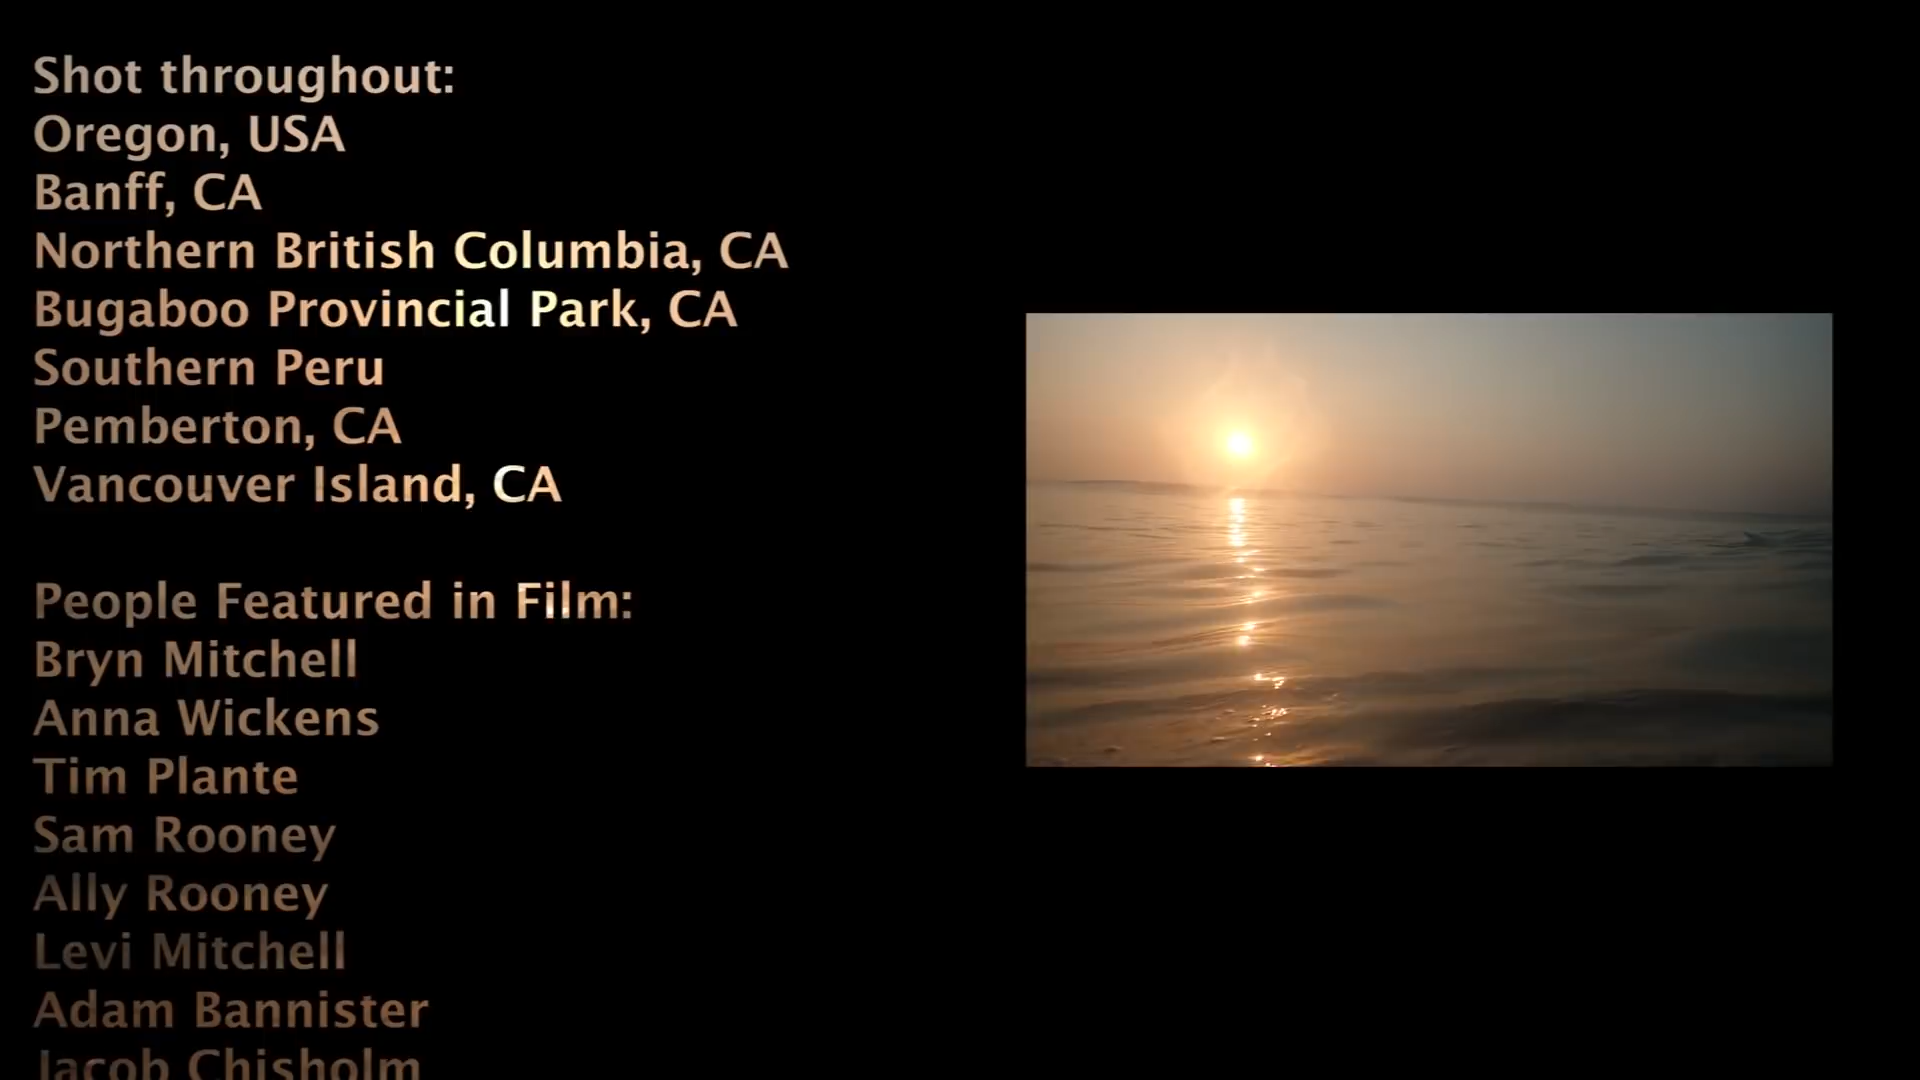 Shot throughout:
Oregon, USA
Banff, CA
Northern British Columbia, CA
Bugaboo Provincial Park, CA
Southern Peru
Pemberton, CA
Vancouver Island, CA
People Featured in Film:
Bryn Mitchell
Anna Wickens
Tim Plante
Sam Rooney
Ally Rooney
Levi Mitchell
Adam Bannister
Jacob Chisholm